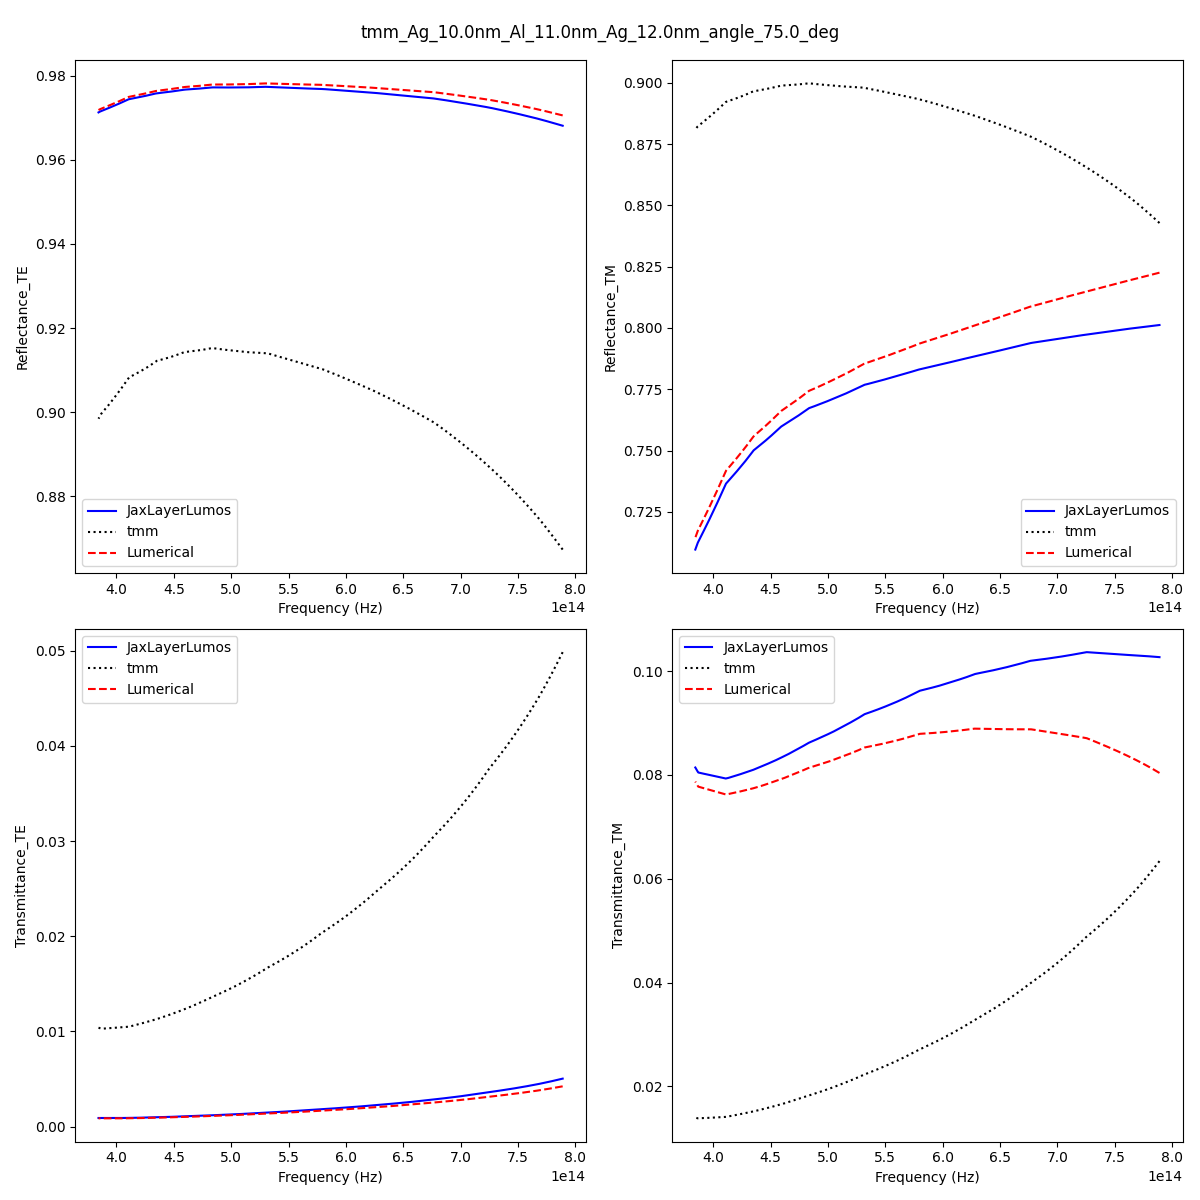 tmm_Ag_10.0nm_Al_11.0nm_Ag_12.0nm_angle_75.0_deg
Reflectance_TE
0.98
0.96
0.94
0.92
0.90
0.88
JaxLayerLumos
tmm
Lumerical
4.0 4.5 5.0 5.5 6.0 6.5 7.0 7.5 8.0
Frequency (Hz)
1e14
Reflectance_TM
0.900
0.875
0.850
0.825
0.800
0.775
0.750
0.725
JaxLayerLumos
tmm
Lumerical
4.0 4.5 5.0 5.5 6.0 6.5 7.0 7.5 8.0
Frequency (Hz)
1e14
Transmittance_TE
0.05
0.04
0.03
0.02
0.01
0.00
JaxLayerLumos
tmm
Lumerical
4.0 4.5 5.0 5.5 6.0 6.5 7.0 7.5 8.0
Frequency (Hz)
1e14
Transmittance_TM
0.10
0.08
0.06
0.04
0.02
JaxLayerLumos
tmm
Lumerical
4.0 4.5 5.0 5.5 6.0 6.5 7.0 7.5 8.0
Frequency (Hz)
1e14